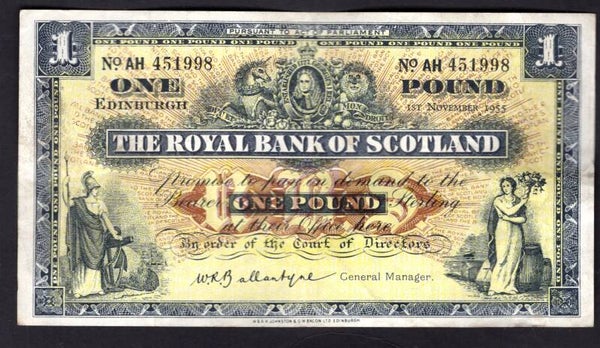 PURSUANT TO ACT OF PARLIAMENT
ONE POUND ONE POUND ONE POUND ONE POUND ONE POUND ONE POUND
1 1
No AH 451998 No AH 451998
ONE POUND
EDINBURGH 1ST NOVEMBER 1955
THE ROYAL BANK OF SCOTLAND
Promise to pay on demand to the
Bearer ONE POUND Sterling
at their Office here
By order of the Court of Directors
W.R. Ballantyne General Manager.
W. & A.K. JOHNSTON & G.W. BACON LTD. EDINBURGH